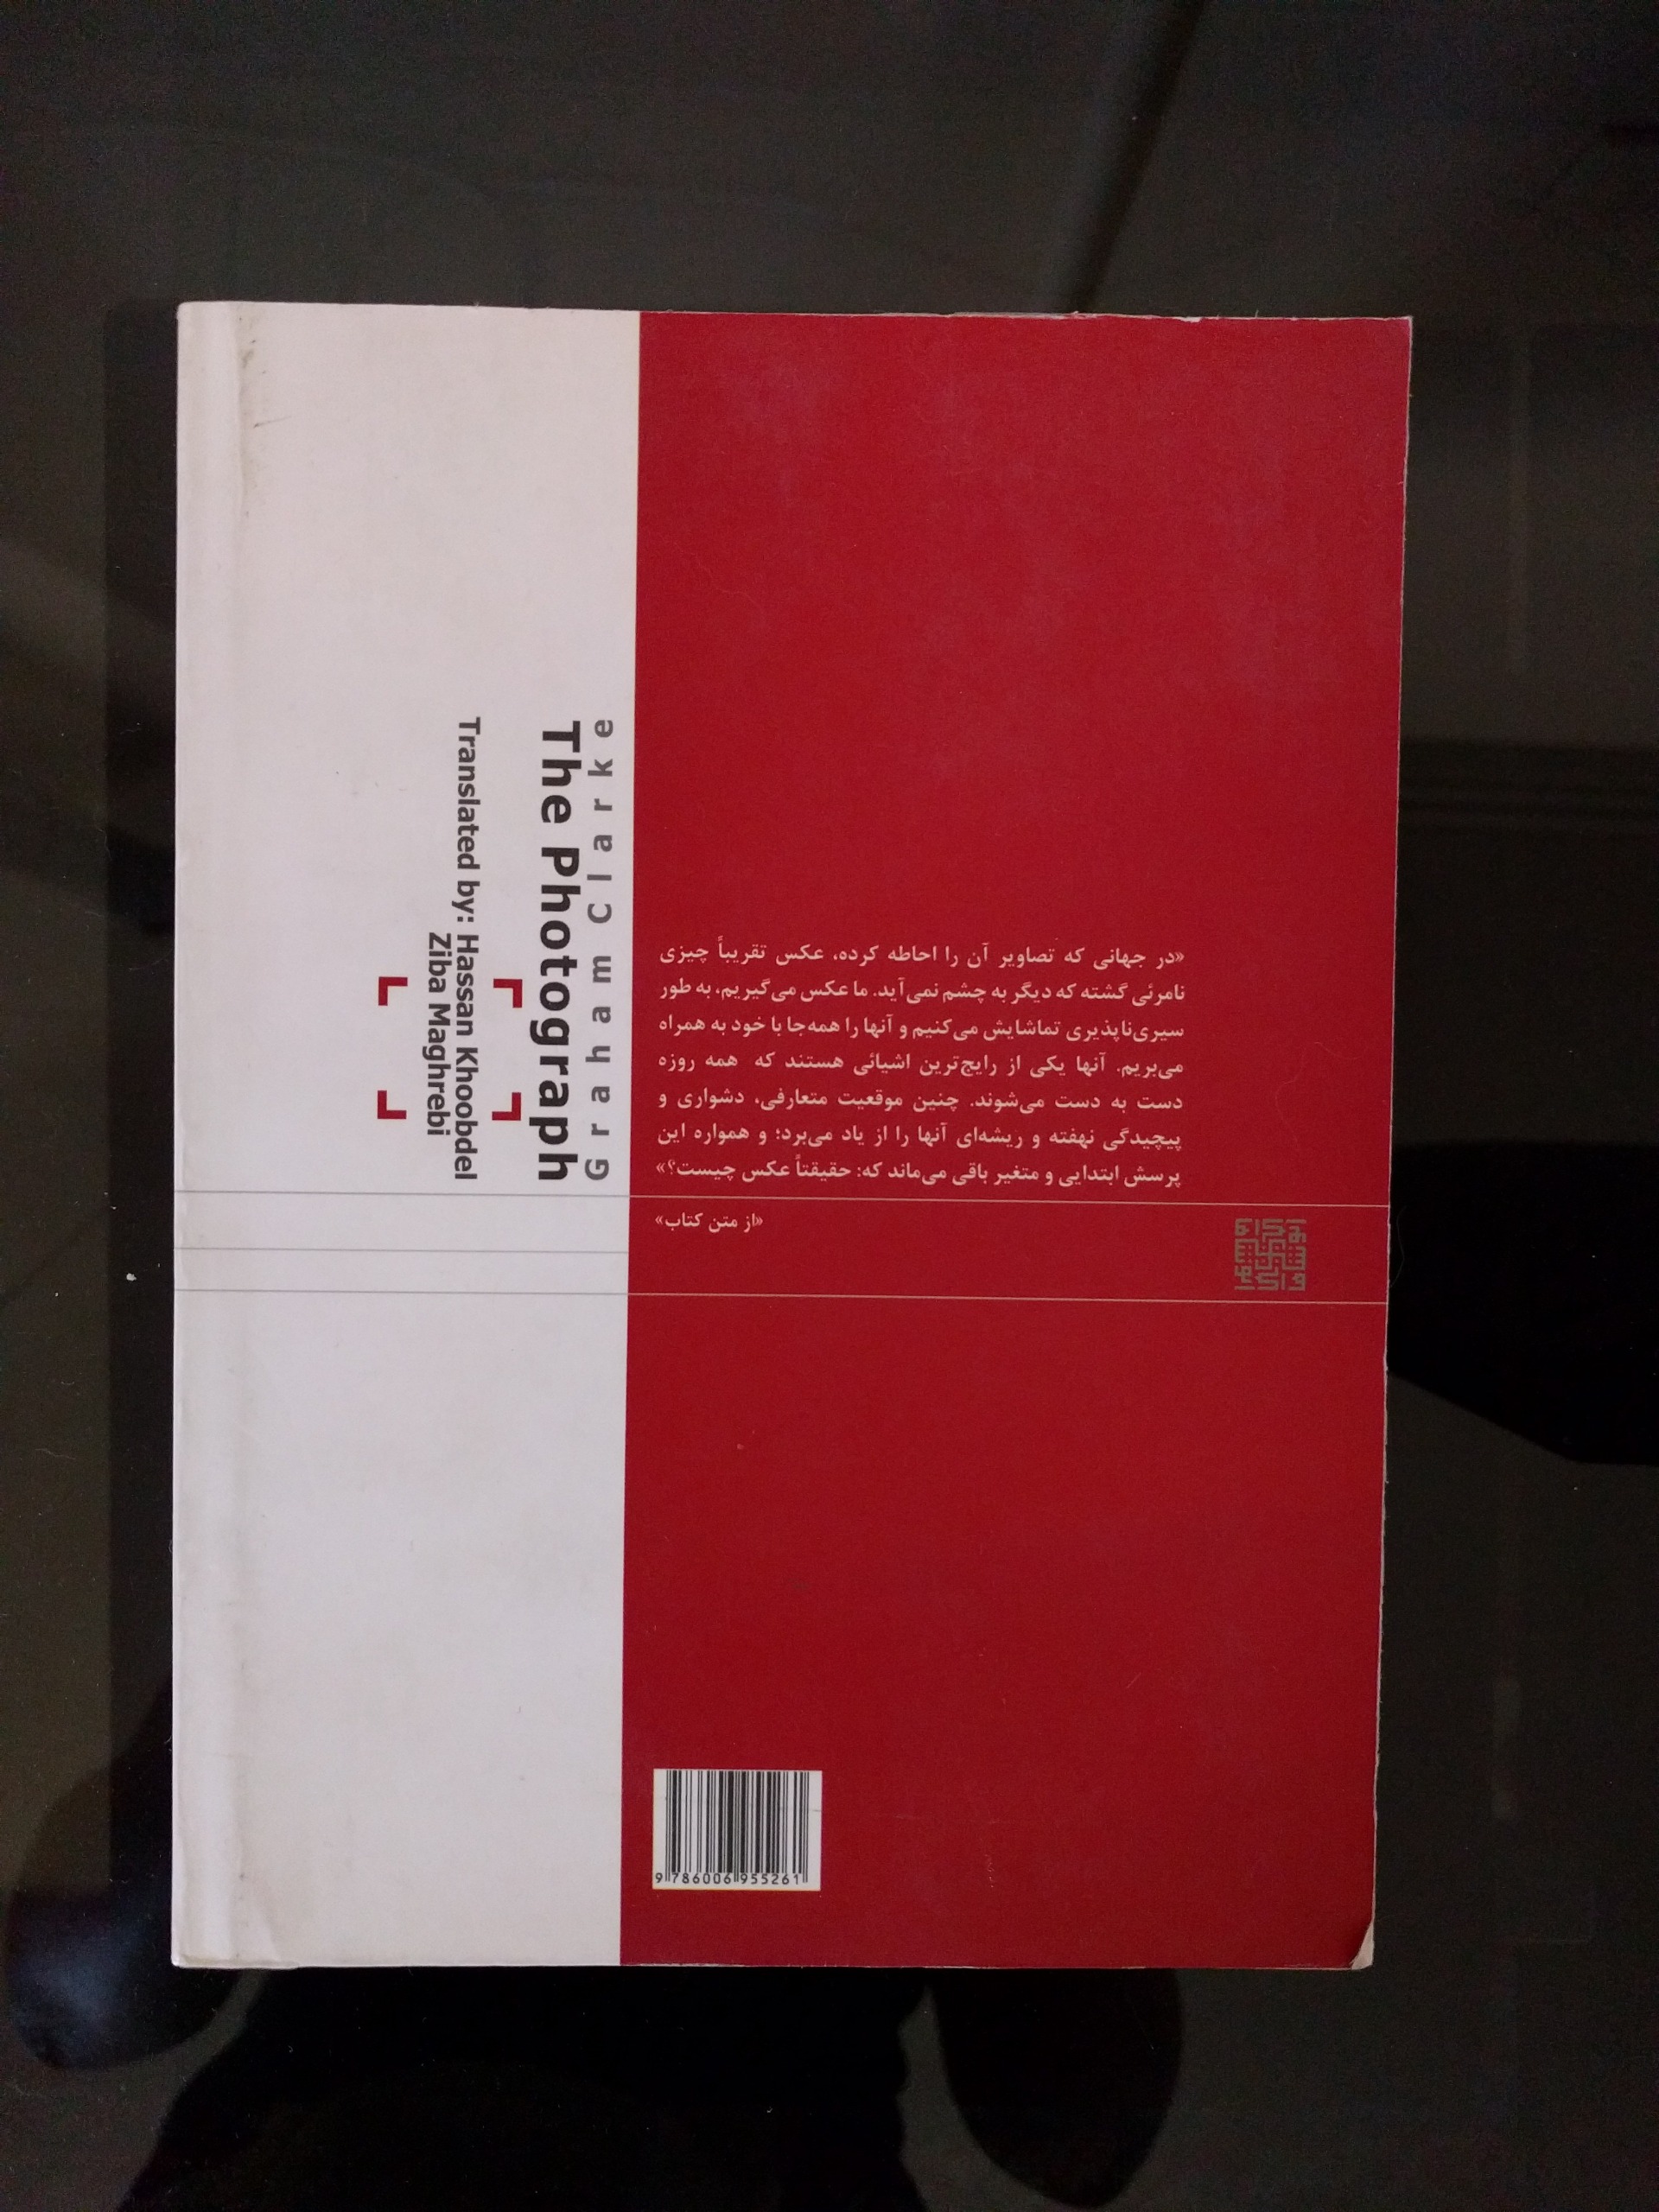 Graham Clarke
The Photograph
Translated by: Hassan Khoobdel
Ziba Maghrebi
«در جهانی که تصاویر آن را احاطه کرده، عکس تقریباً چیزی
نامرئی گشته که دیگر به چشم نمی‌آید. ما عکس می‌گیریم، به طور
سیری‌ناپذیری تماشایش می‌کنیم و آنها را همه‌جا با خود به همراه
می‌بریم. آنها یکی از رایج‌ترین اشیائی هستند که همه روزه
دست به دست می‌شوند. چنین موقعیت متعارفی، دشواری و
پیچیدگی نهفته و ریشه‌ای آنها را از یاد می‌برد؛ و همواره این
پرسش ابتدایی و متغیر باقی می‌ماند که: حقیقتاً عکس چیست؟»
«از متن کتاب»
9 786006 955261